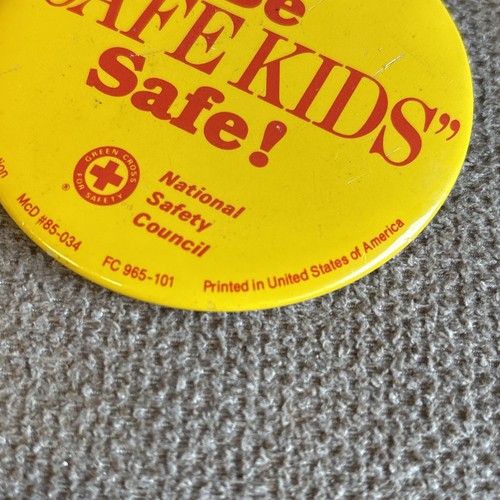 Be
SAFE KIDS”
Safe!
GREEN CROSS
FOR SAFETY
®
National
Safety
Council
McD #85-034
FC 965-101
Printed in United States of America